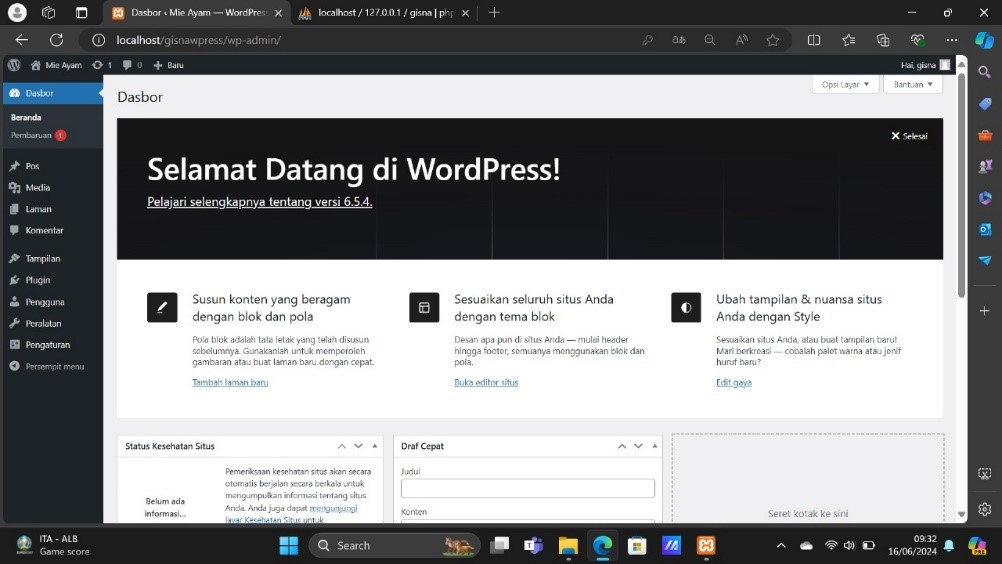 Dasbor ‹ Mie Ayam — WordPress
localhost / 127.0.0.1 / gisna | php
localhost/gisnawpress/wp-admin/
Mie Ayam 1 0 + Baru
Hai, gisna
Dasbor
Beranda
Pembaruan 1
Pos
Media
Laman
Komentar
Tampilan
Plugin
Pengguna
Peralatan
Pengaturan
Persempit menu
Opsi Layar
Bantuan
Dasbor
Selesai
Selamat Datang di WordPress!
Pelajari selengkapnya tentang versi 6.5.4.
Susun konten yang beragam
dengan blok dan pola
Pola blok adalah tata letak yang telah disusun
sebelumnya. Gunakanlah untuk memperoleh
gambaran atau buat laman baru dengan cepat.
Tambah laman baru
Sesuaikan seluruh situs Anda
dengan tema blok
Desan apa pun di situs Anda — mulai header
hingga footer, semuanya menggunakan blok dan
pola.
Buka editor situs
Ubah tampilan & nuansa situs
Anda dengan Style
Sesuaikan situs Anda, atau buat tampilan baru!
Mari berkreasi — cobalah palet warna atau jenif
huruf baru?
Edit gaya
Status Kesehatan Situs
Belum ada
informasi...
Pemeriksaan kesehatan situs akan secara
otomatis berjalan secara berkala untuk
mengumpulkan informasi tentang situs
Anda. Anda juga dapat mengunjungi
layar Kesehatan Situs untuk
Draf Cepat
Judul
Konten
Seret kotak ke sini
ITA - ALB
Game score
Search
09:32
16/06/2024